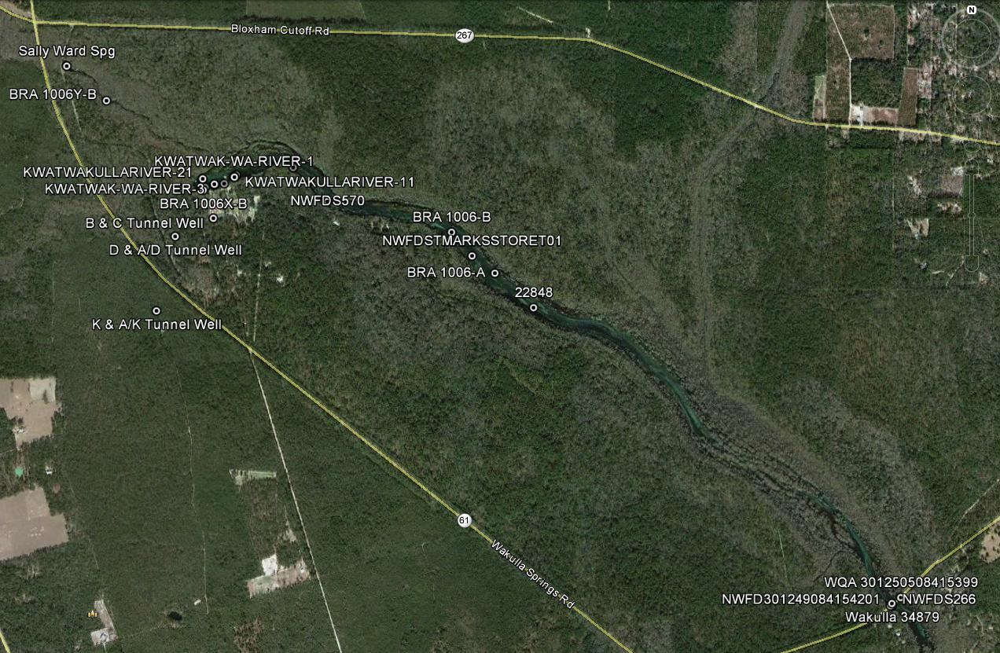 N
Bloxham Cutoff Rd
267
Sally Ward Spg
BRA 1006Y-B
KWATWAK-WA-RIVER-1
KWATWAKULLARIVER-21
KWATWAKULLARIVER-11
KWATWAK-WA-RIVER-3
NWFDS570
BRA 1006X-B
BRA 1006-B
B & C Tunnel Well
NWFDSTMARKSSTORET01
D & A/D Tunnel Well
BRA 1006-A
22848
K & A/K Tunnel Well
61
Wakulla Springs Rd
WQA 301250508415399
NWFD301249084154201
NWFDS266
Wakulla 34879